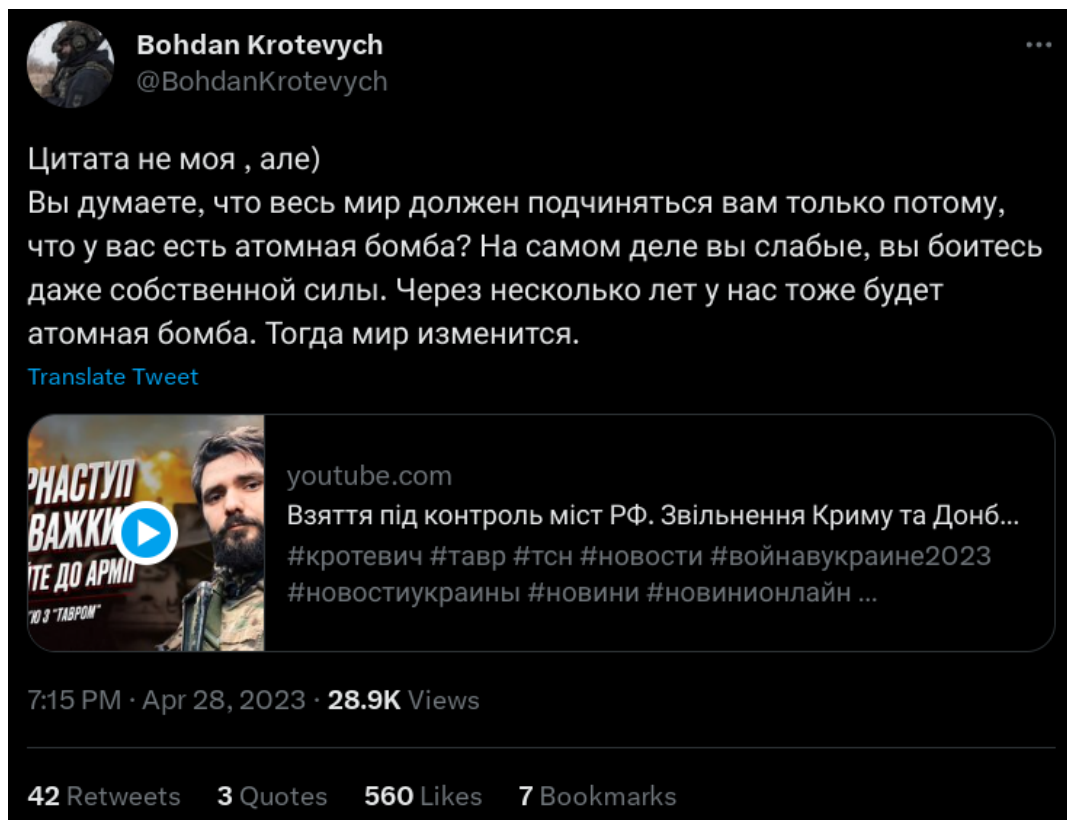 Bohdan Krotevych
@BohdanKrotevych
Цитата не моя , але)
Вы думаете, что весь мир должен подчиняться вам только потому,
что у вас есть атомная бомба? На самом деле вы слабые, вы боитесь
даже собственной силы. Через несколько лет у нас тоже будет
атомная бомба. Тогда мир изменится.
Translate Tweet
РНАСТУП
ВАЖКИ
ТЕ ДО АРМІЇ
Ю З "ТАВРОМ"
youtube.com
Взяття під контроль міст РФ. Звільнення Криму та Донб...
#кротевич #тавр #тсн #новости #войнавукраине2023
#новостиукраины #новини #новинионлайн ...
7:15 PM · Apr 28, 2023 · 28.9K Views
42 Retweets 3 Quotes 560 Likes 7 Bookmarks